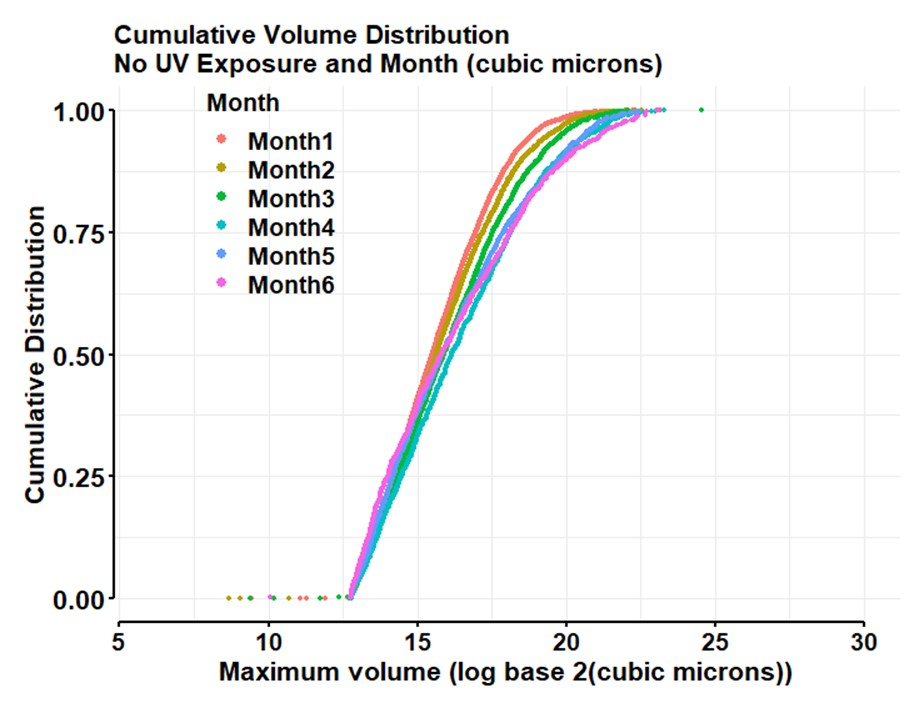 Cumulative Volume Distribution
No UV Exposure and Month (cubic microns)
Month
Month1
Month2
Month3
Month4
Month5
Month6
1.00
0.75
0.50
0.25
0.00
Cumulative Distribution
5 10 15 20 25 30
Maximum volume (log base 2(cubic microns))